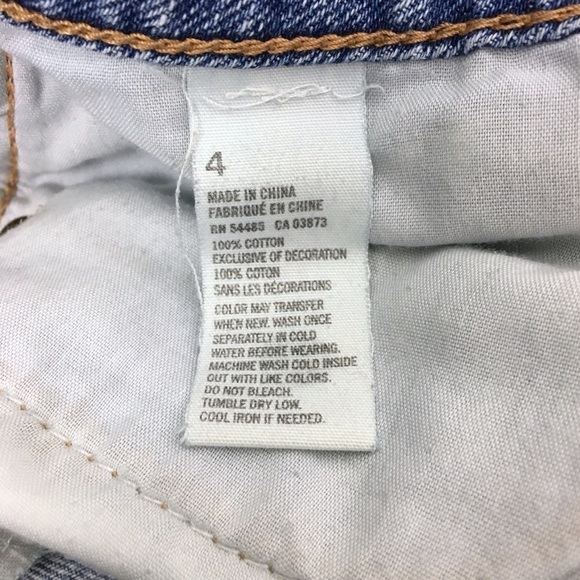 4
MADE IN CHINA
FABRIQUÉ EN CHINE
RN 54485 CA 03873
100% COTTON
EXCLUSIVE OF DECORATION
100% COTON
SANS LES DÉCORATIONS
COLOR MAY TRANSFER
WHEN NEW. WASH ONCE
SEPARATELY IN COLD
WATER BEFORE WEARING.
MACHINE WASH COLD INSIDE
OUT WITH LIKE COLORS.
DO NOT BLEACH.
TUMBLE DRY LOW.
COOL IRON IF NEEDED.